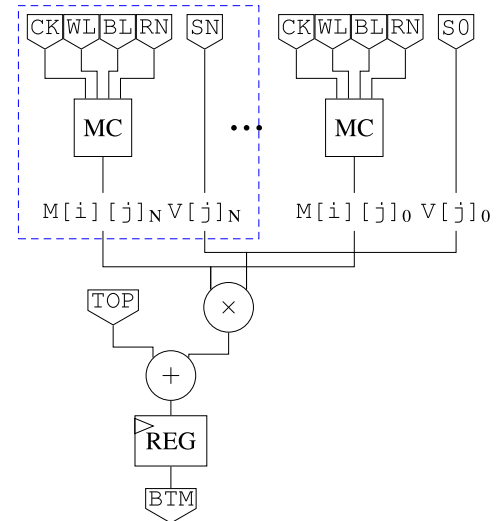 CK WL BL RN SN CK WL BL RN S0
MC ••• MC
M[i][j]N V[j]N M[i][j]0 V[j]0
×
TOP
+
REG
BTM